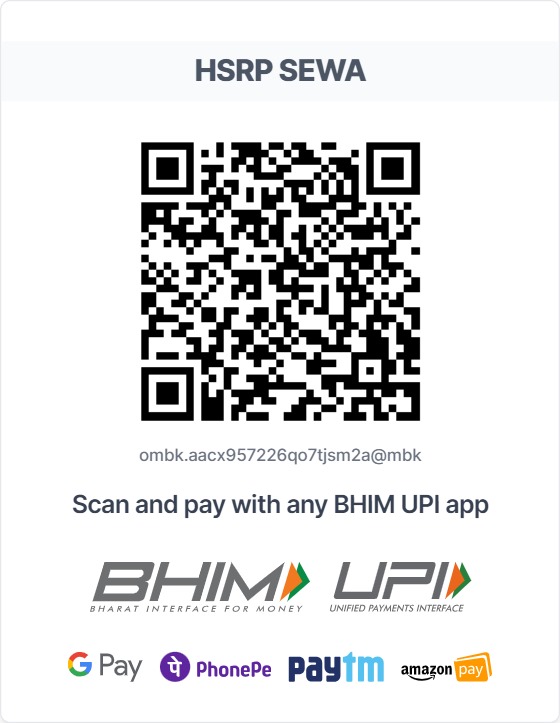 HSRP SEWA
ombk.aacx957226qo7tjsm2a@mbk
Scan and pay with any BHIM UPI app
BHIM UPI
BHARAT INTERFACE FOR MONEY UNIFIED PAYMENTS INTERFACE
G Pay PhonePe paytm amazon pay